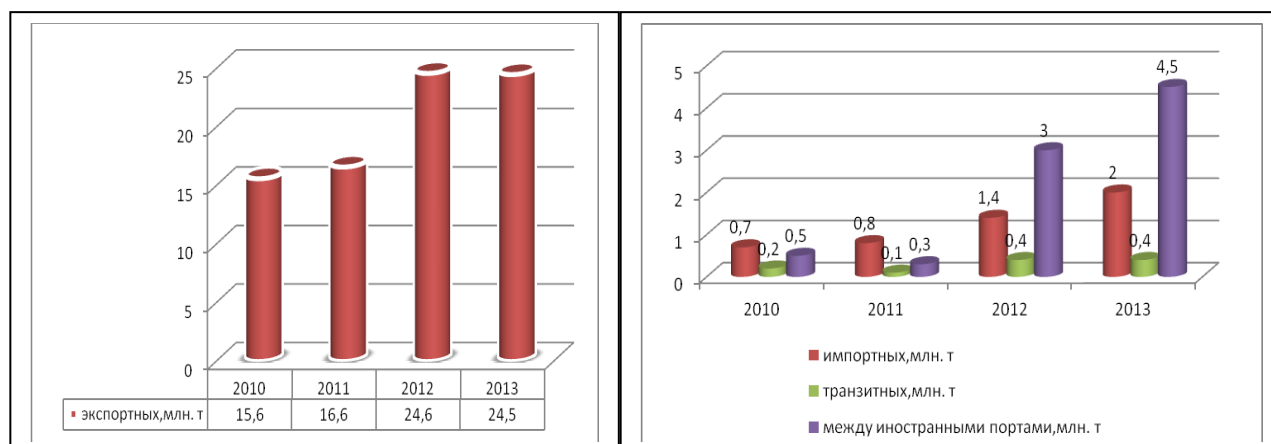 25
20
15
10
5
0
2010 2011 2012 2013
экспортных,млн. т 15,6 16,6 24,6 24,5
5
4
3
2
1
0
0,7 0,2 0,5
0,8 0,1 0,3
1,4 0,4 3
2 0,4 4,5
2010 2011 2012 2013
импортных,млн. т
транзитных,млн. т
между иностранными портами,млн. т